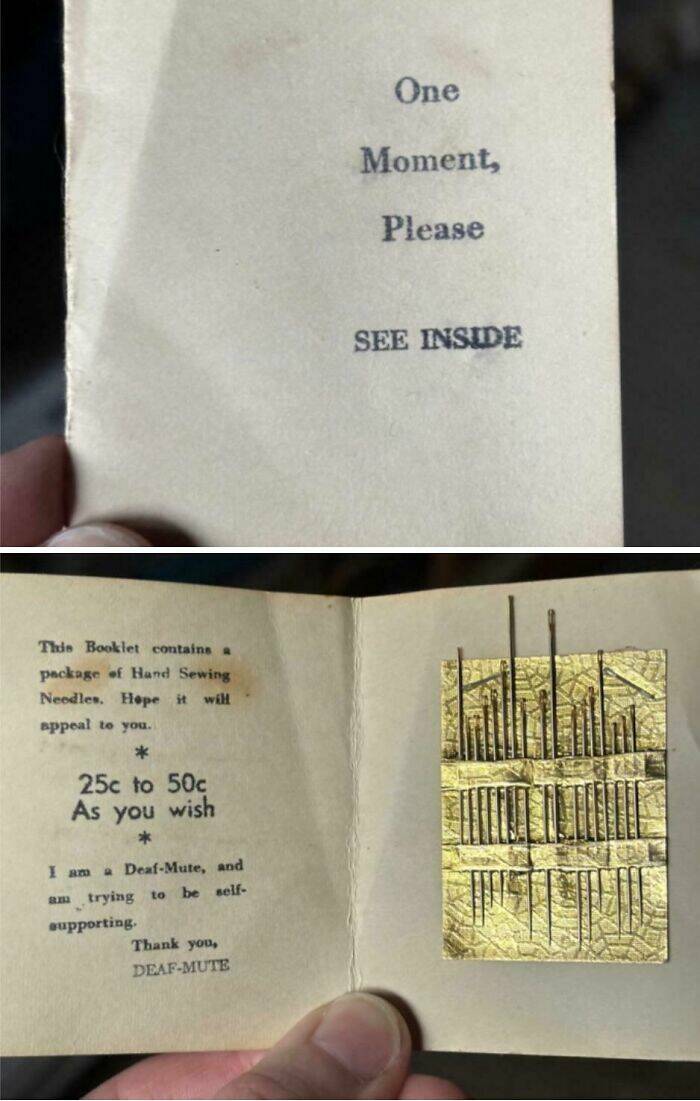 One
Moment,
Please
SEE INSIDE
This Booklet contains a
package of Hand Sewing
Needles. Hope it will
appeal to you.
*
25c to 50c
As you wish
*
I am a Deaf-Mute, and
am trying to be self-
supporting.
Thank you,
DEAF-MUTE